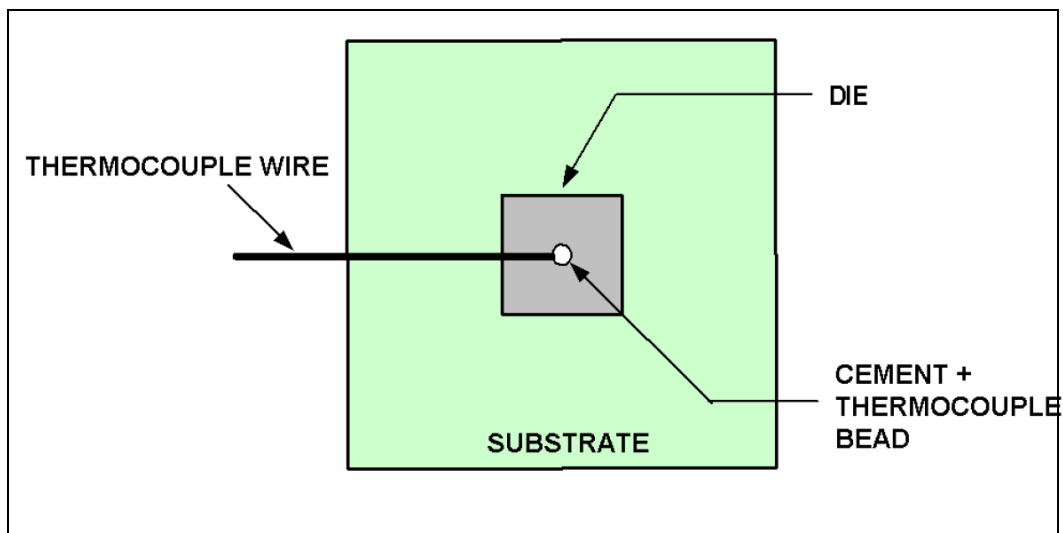 DIE
THERMOCOUPLE WIRE
CEMENT +
THERMOCOUPLE
BEAD
SUBSTRATE